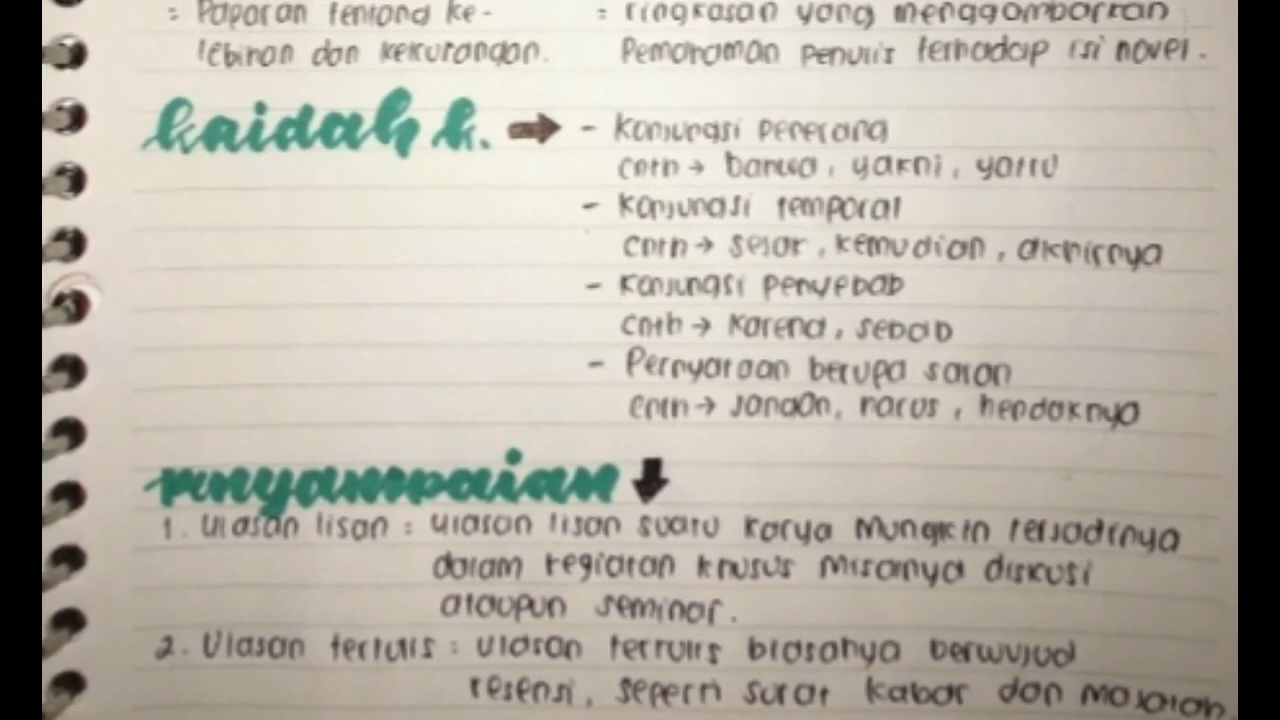 = Paparan tentang ke- = ringkasan yang menggambarkan
lebihan dan kekurangan. Pemahaman penulis terhadap isi novel.
kaidah k. → - Konjungsi penerang
cnth → bahwa, yakni, yaitu
- Konjungsi temporal
cnth → sejak, kemudian, akhirnya
- Konjungsi penyebab
cnth → karena, sebab
- Pernyataan berupa saran
cnth → jangan, harus, hendaknya
penyampaian ↓
1. Ulasan lisan : ulasan lisan suatu karya mungkin terjadinya
dalam kegiatan khusus misalnya diskusi
ataupun seminar.
2. Ulasan tertulis : ulasan tertulis biasanya berwujud
resensi, seperti surat kabar dan majalah